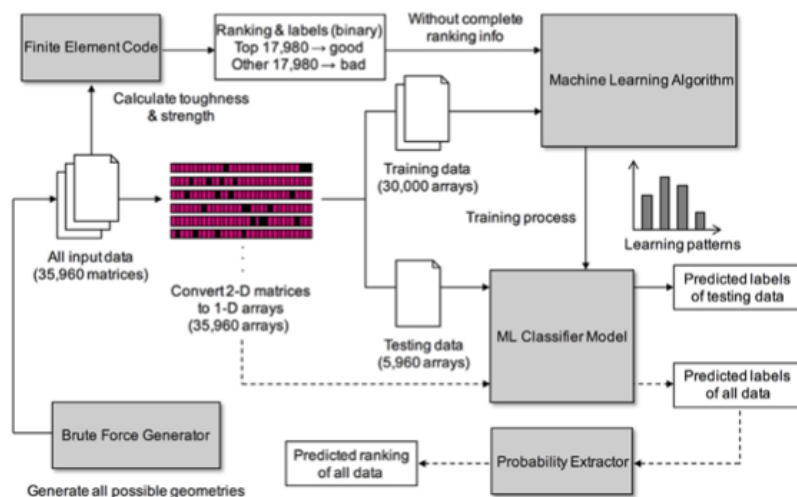 Finite Element Code
Ranking & labels (binary)
Top 17,980 → good
Other 17,980 → bad
Without complete
ranking info
Machine Learning Algorithm
Calculate toughness
& strength
Training data
(30,000 arrays)
All input data
(35,960 matrices)
Training process
Learning patterns
Convert 2-D matrices
to 1-D arrays
(35,960 arrays)
Testing data
(5,960 arrays)
ML Classifier Model
Predicted labels
of testing data
Predicted labels
of all data
Brute Force Generator
Generate all possible geometries
Predicted ranking
of all data
Probability Extractor